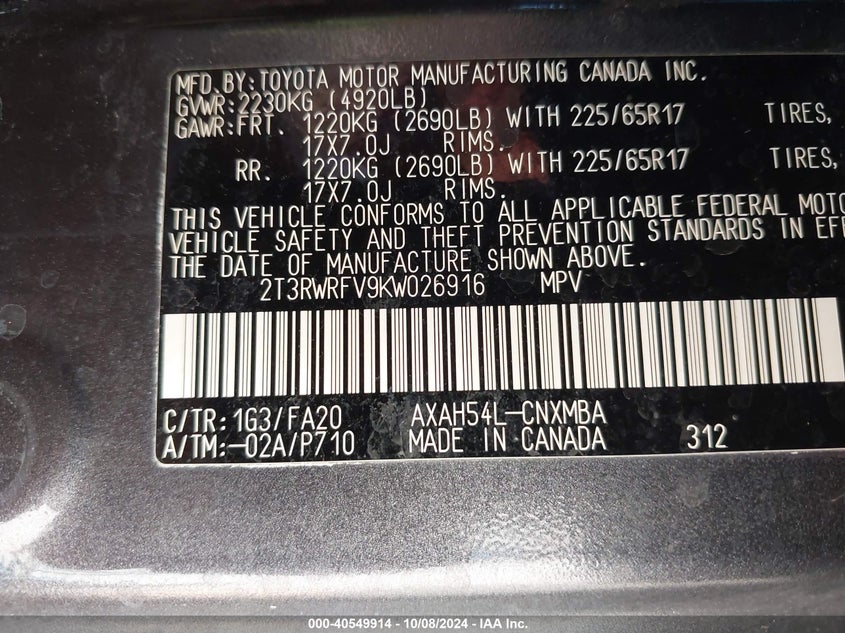 MFD.BY:TOYOTA MOTOR MANUFACTURING CANADA INC.
GVWR:2230KG (4920LB)
GAWR:FRT. 1220KG (2690LB) WITH 225/65R17 TIRES,
17X7.0J RIMS.
RR. 1220KG (2690LB) WITH 225/65R17 TIRES,
17X7.0J RIMS.
THIS VEHICLE CONFORMS TO ALL APPLICABLE FEDERAL MOTO
VEHICLE SAFETY AND THEFT PREVENTION STANDARDS IN EFF
THE DATE OF MANUFACTURE SHOWN ABOVE.
2T3RWRFV9KW026916 MPV
C/TR:1G3/FA20 AXAH54L-CNXMBA
A/TM:-02A/P710 MADE IN CANADA 312
000-40549914 - 10/08/2024 - IAA Inc.